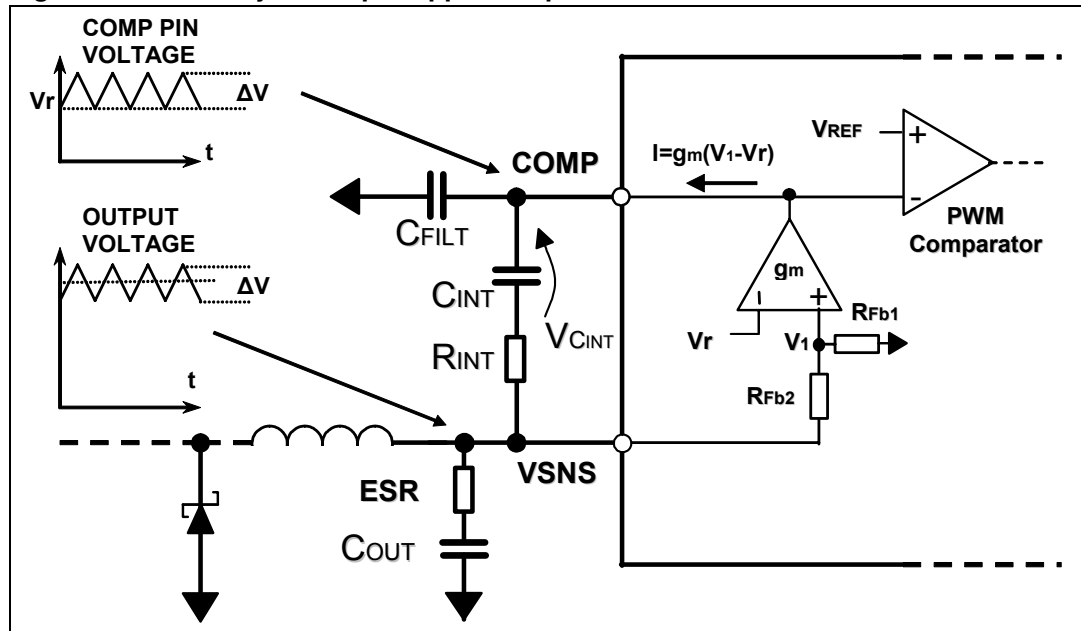 COMP PIN
VOLTAGE
Vr
ΔV
t
COMP
I=gm(V1-Vr)
VREF
+
-
PWM
Comparator
CFILT
OUTPUT
VOLTAGE
ΔV
t
CINT
VCINT
RINT
gm
+
Vr
V1
RFb1
RFb2
VSNS
ESR
COUT